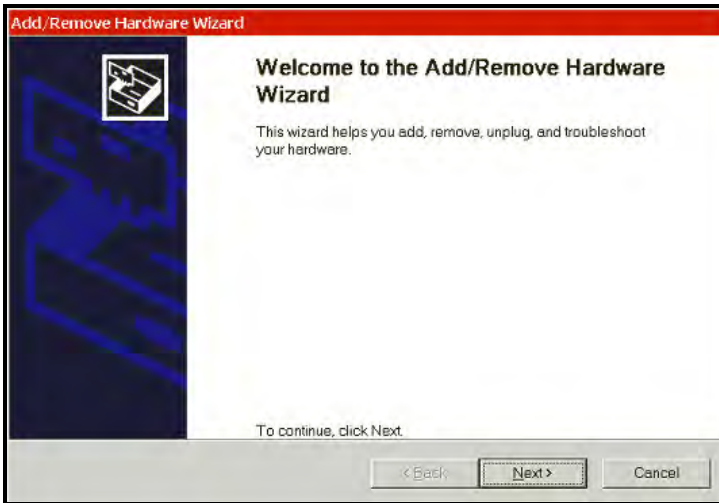 Add/Remove Hardware Wizard
Welcome to the Add/Remove Hardware
Wizard
This wizard helps you add, remove, unplug, and troubleshoot
your hardware.
To continue, click Next.
< Back
Next >
Cancel